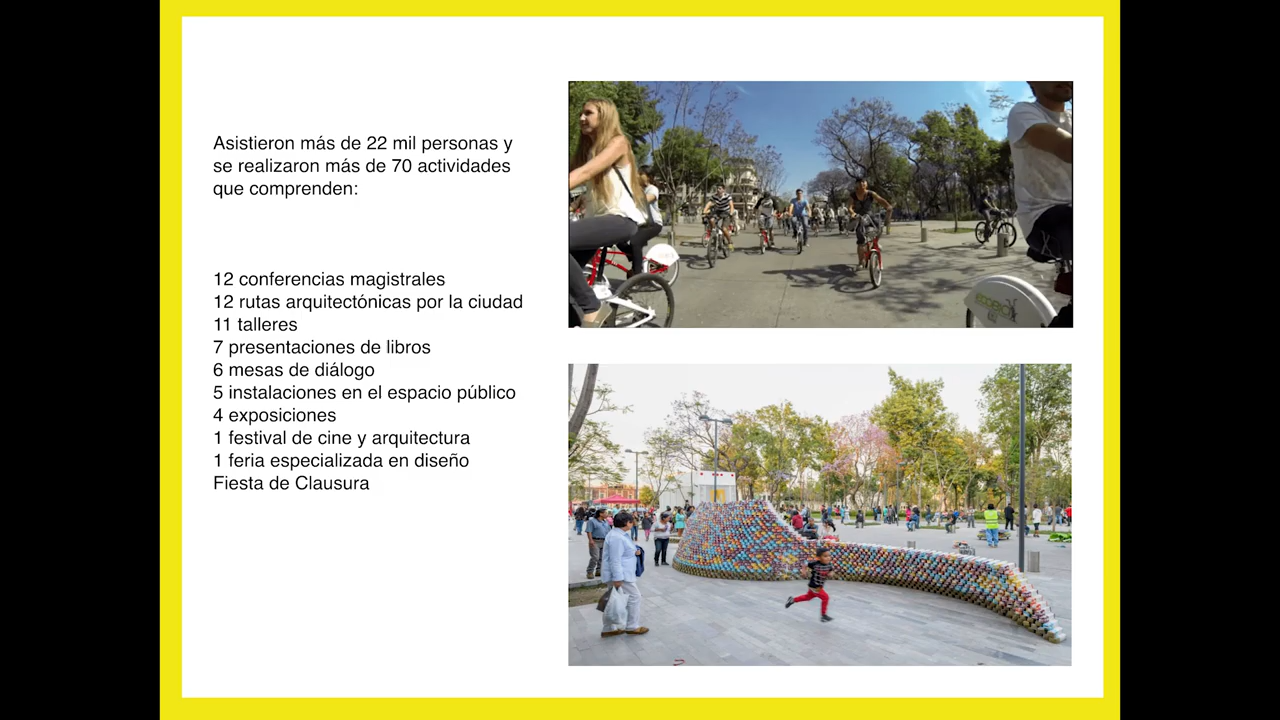 Asistieron más de 22 mil personas y
se realizaron más de 70 actividades
que comprenden:
12 conferencias magistrales
12 rutas arquitectónicas por la ciudad
11 talleres
7 presentaciones de libros
6 mesas de diálogo
5 instalaciones en el espacio público
4 exposiciones
1 festival de cine y arquitectura
1 feria especializada en diseño
Fiesta de Clausura